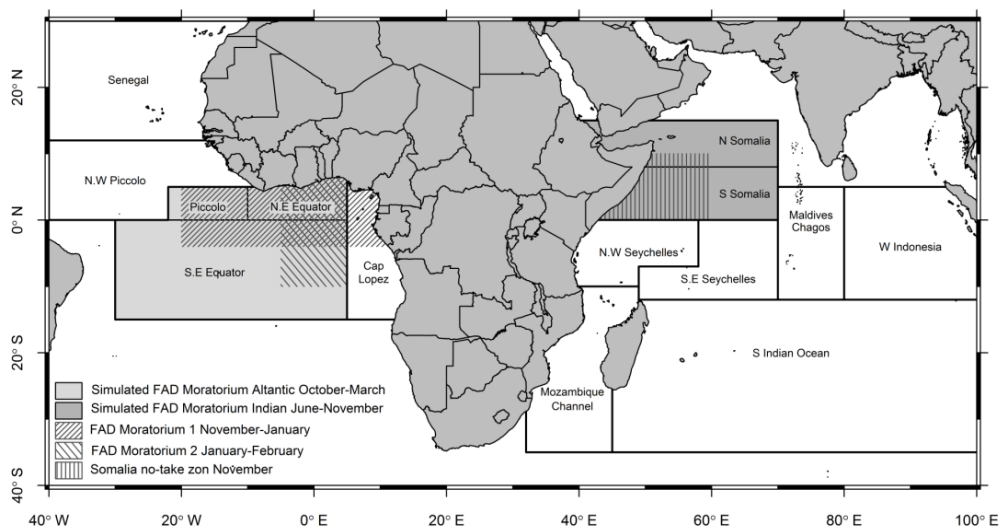 Senegal
20° N
N Somalia
N.W Piccolo
S Somalia
Piccolo
N.E Equator
Maldives
Chagos
0° N
N.W Seychelles
W Indonesia
S.E Equator
Cap
Lopez
S.E Seychelles
20° S
S Indian Ocean
Mozambique
Channel
Simulated FAD Moratorium Altantic October-March
Simulated FAD Moratorium Indian June-November
FAD Moratorium 1 November-January
FAD Moratorium 2 January-February
Somalia no-take zon November
40° S
40° W
20° W
0° E
20° E
40° E
60° E
80° E
100° E